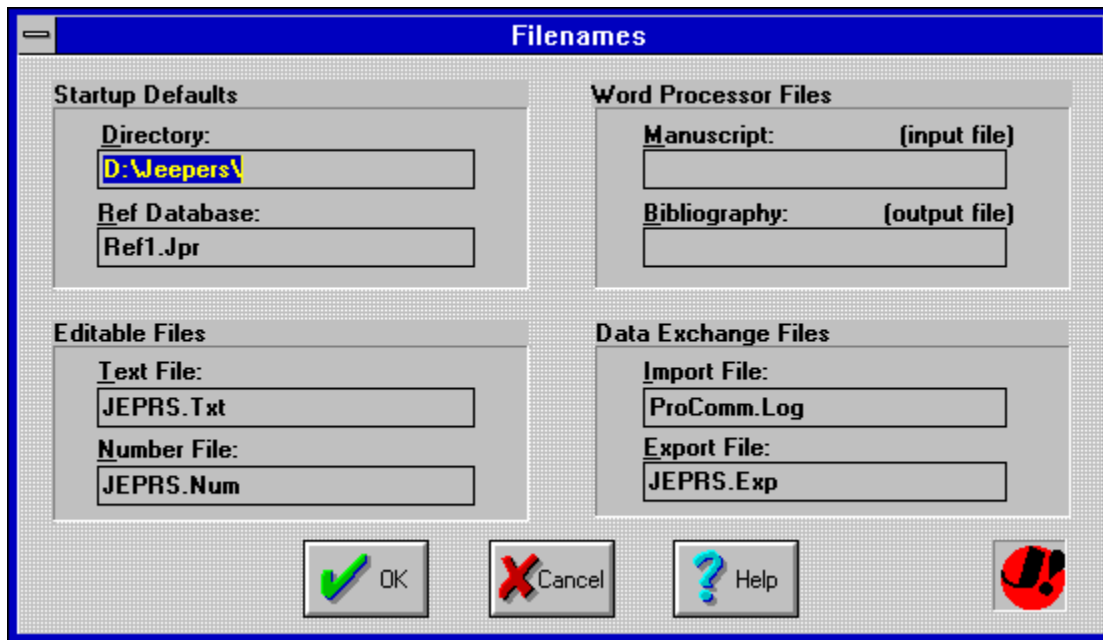 Filenames
Startup Defaults
Directory:
D:\Jeepers\
Ref Database:
Ref1.Jpr
Word Processor Files
Manuscript: (input file)
Bibliography: (output file)
Editable Files
Text File:
JEPRS.Txt
Number File:
JEPRS.Num
Data Exchange Files
Import File:
ProComm.Log
Export File:
JEPRS.Exp
OK
Cancel
Help
J!